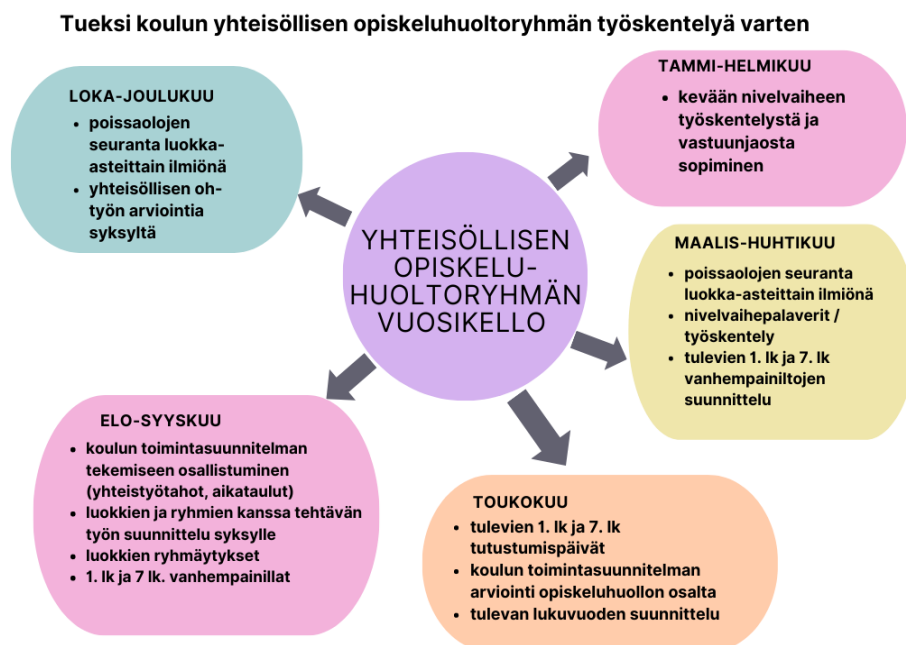 Tueksi koulun yhteisöllisen opiskeluhuoltoryhmän työskentelyä varten
LOKA-JOULUKUU
• poissaolojen
seuranta luokka-
asteittain ilmiönä
• yhteisöllisen oh-
työn arviointia
syksyltä
TAMMI-HELMIKUU
• kevään nivelvaiheen
työskentelystä ja
vastuunjaosta
sopiminen
YHTEISÖLLISEN
OPISKELU-
HUOLTORYHMÄN
VUOSIKELLO
MAALIS-HUHTIKUU
• poissaolojen seuranta
luokka-asteittain ilmiönä
• nivelvaihepalaverit /
työskentely
• tulevien 1. lk ja 7. lk
vanhempainiltojen
suunnittelu
ELO-SYYSKUU
• koulun toimintasuunnitelman
tekemiseen osallistuminen
(yhteistyötahot, aikataulut)
• luokkien ja ryhmien kanssa tehtävän
työn suunnittelu syksylle
• luokkien ryhmäytykset
• 1. lk ja 7 lk. vanhempainillat
TOUKOKUU
• tulevien 1. lk ja 7. lk
tutustumispäivät
• koulun toimintasuunnitelman
arviointi opiskeluhuollon osalta
• tulevan lukuvuoden suunnittelu